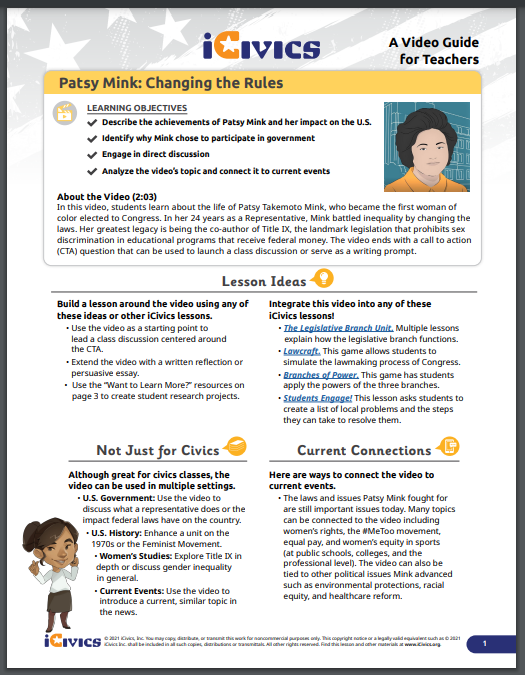 iCivics
A Video Guide
for Teachers
Patsy Mink: Changing the Rules
LEARNING OBJECTIVES
Describe the achievements of Patsy Mink and her impact on the U.S.
Identify why Mink chose to participate in government
Engage in direct discussion
Analyze the video's topic and connect it to current events
About the Video (2:03)
In this video, students learn about the life of Patsy Takemoto Mink, who became the first woman of
color elected to Congress. In her 24 years as a Representative, Mink battled inequality by changing the
laws. Her greatest legacy is being the co-author of Title IX, the landmark legislation that prohibits sex
discrimination in educational programs that receive federal money. The video ends with a call to action
(CTA) question that can be used to launch a class discussion or serve as a writing prompt.
Lesson Ideas
Build a lesson around the video using any of
these ideas or other iCivics lessons.
• Use the video as a starting point to
lead a class discussion centered around
the CTA.
• Extend the video with a written reflection or
persuasive essay.
• Use the "Want to Learn More?" resources on
page 3 to create student research projects.
Integrate this video into any of these
iCivics lessons!
• The Legislative Branch Unit. Multiple lessons
explain how the legislative branch functions.
• Lawcraft. This game allows students to
simulate the lawmaking process of Congress.
• Branches of Power. This game has students
apply the powers of the three branches.
• Students Engage! This lesson asks students to
create a list of local problems and the steps
they can take to resolve them.
Not Just for Civics
Although great for civics classes, the
video can be used in multiple settings.
• U.S. Government: Use the video to
discuss what a representative does or the
impact federal laws have on the country.
• U.S. History: Enhance a unit on the
1970s or the Feminist Movement.
• Women's Studies: Explore Title IX in
depth or discuss gender inequality
in general.
• Current Events: Use the video to
introduce a current, similar topic in
the news.
Current Connections
Here are ways to connect the video to
current events.
• The laws and issues Patsy Mink fought for
are still important issues today. Many topics
can be connected to the video including
women's rights, the #MeToo movement,
equal pay, and women's equity in sports
(at public schools, colleges, and the
professional level). The video can also be
tied to other political issues Mink advanced
such as environmental protections, racial
equity, and healthcare reform.
iCivics
© 2021 iCivics, Inc. You may copy, distribute, or transmit this work for noncommercial purposes only. This copyright notice or a legally valid equivalent such as © 2021
iCivics Inc. shall be included in all such copies, distributions or transmittals. All other rights reserved. Find this lesson and other materials at www.icivics.org.
1